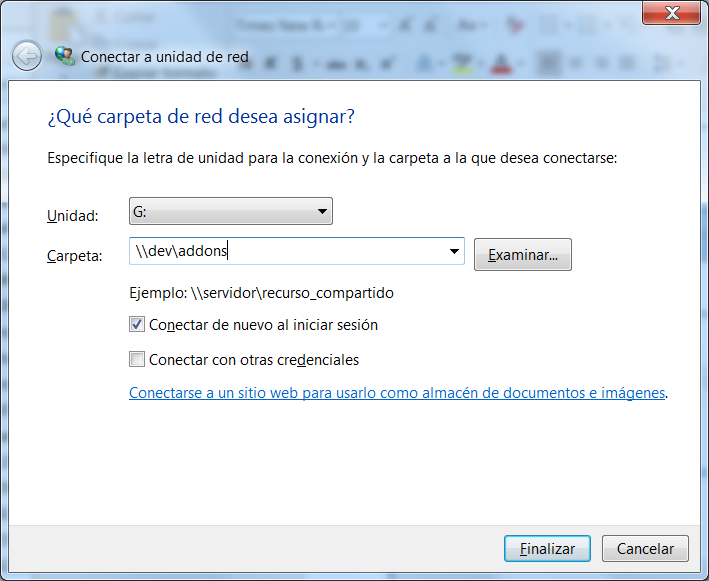 Conectar a unidad de red
¿Qué carpeta de red desea asignar?
Especifique la letra de unidad para la conexión y la carpeta a la que desea conectarse:
Unidad: G:
Carpeta: \\dev\addons Examinar...
Ejemplo: \\servidor\recurso_compartido
Conectar de nuevo al iniciar sesión
Conectar con otras credenciales
Conectarse a un sitio web para usarlo como almacén de documentos e imágenes.
Finalizar Cancelar